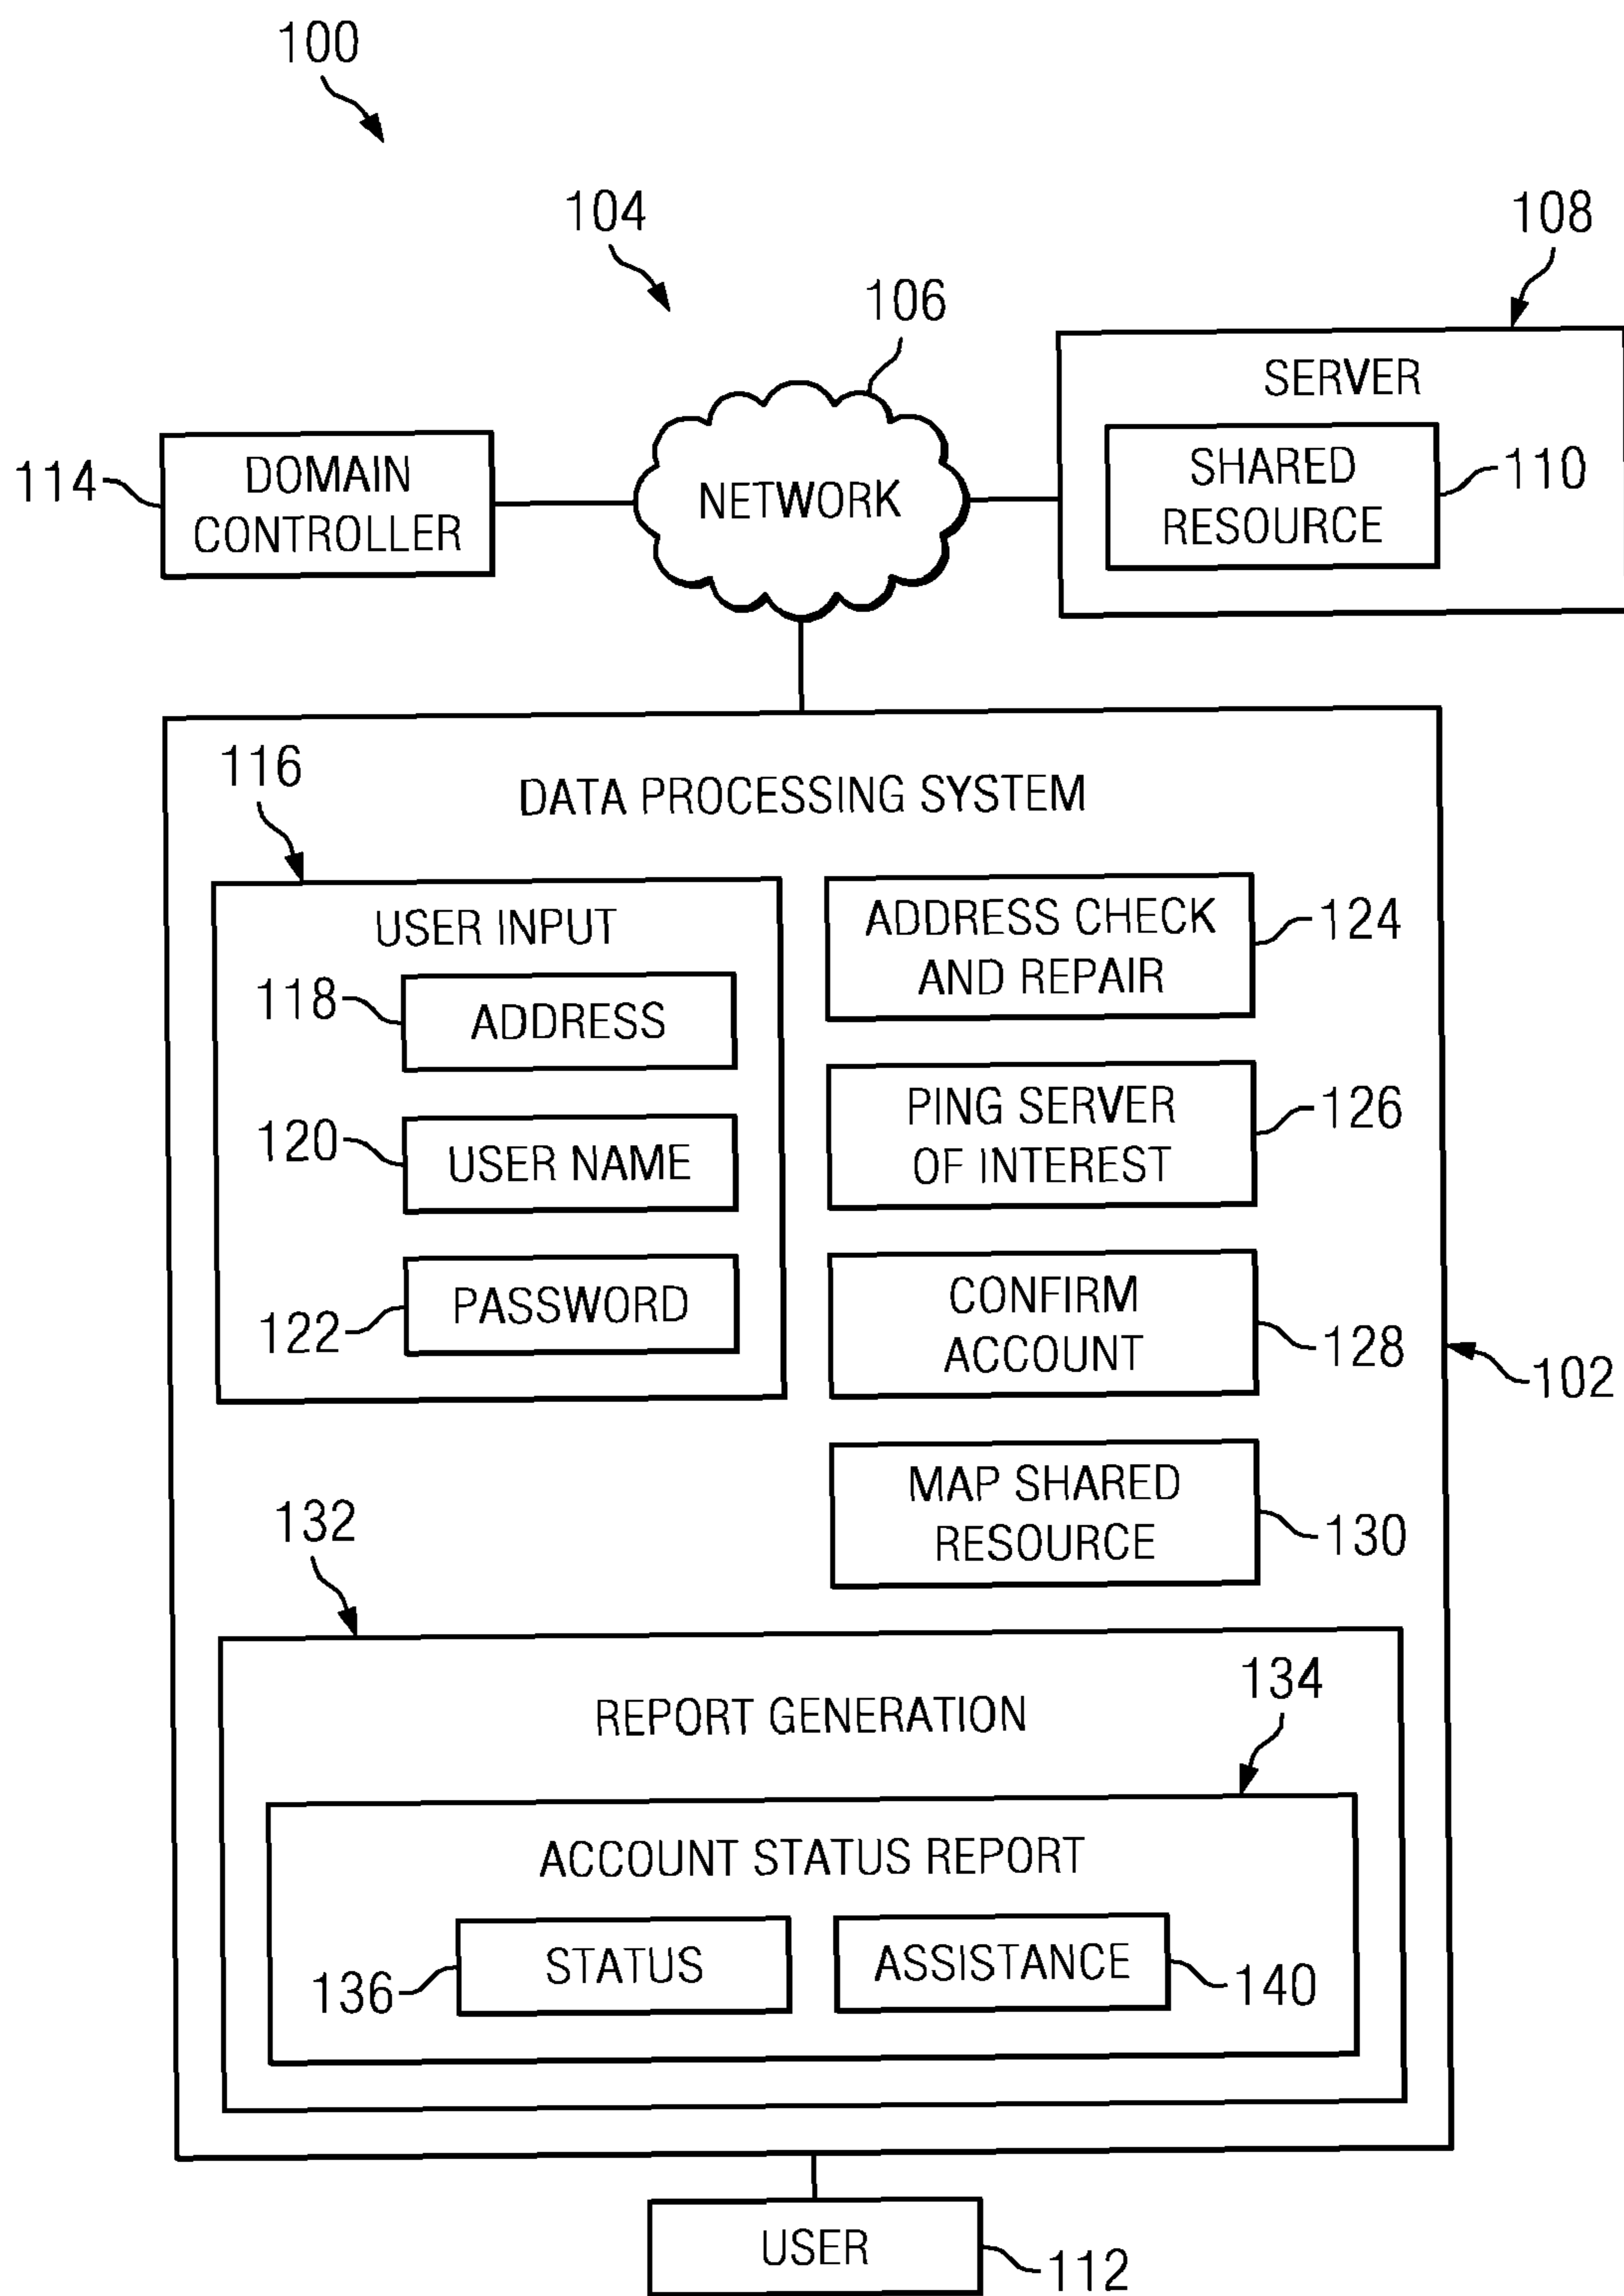 100
104
108
106
SERVER
114
DOMAIN
CONTROLLER
NETWORK
SHARED
RESOURCE
110
116
DATA PROCESSING SYSTEM
USER INPUT
118
ADDRESS
120
USER NAME
122
PASSWORD
ADDRESS CHECK
AND REPAIR
124
PING SERVER
OF INTEREST
126
CONFIRM
ACCOUNT
128
102
MAP SHARED
RESOURCE
130
132
REPORT GENERATION
134
ACCOUNT STATUS REPORT
136
STATUS
ASSISTANCE
140
USER
112